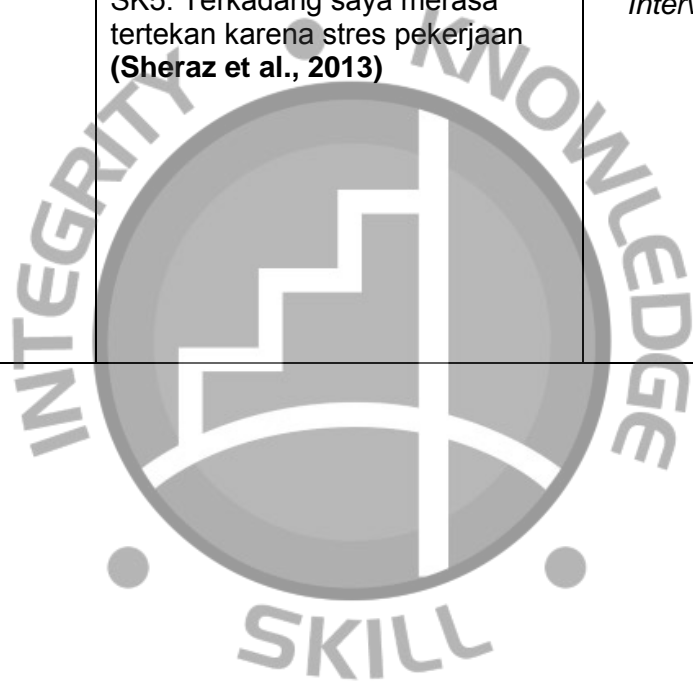 SK5: Terkadang saya merasa
tertekan karena stres pekerjaan
(Sheraz et al., 2013)
INTEGRITY • KNOWLEDGE •
SKILL